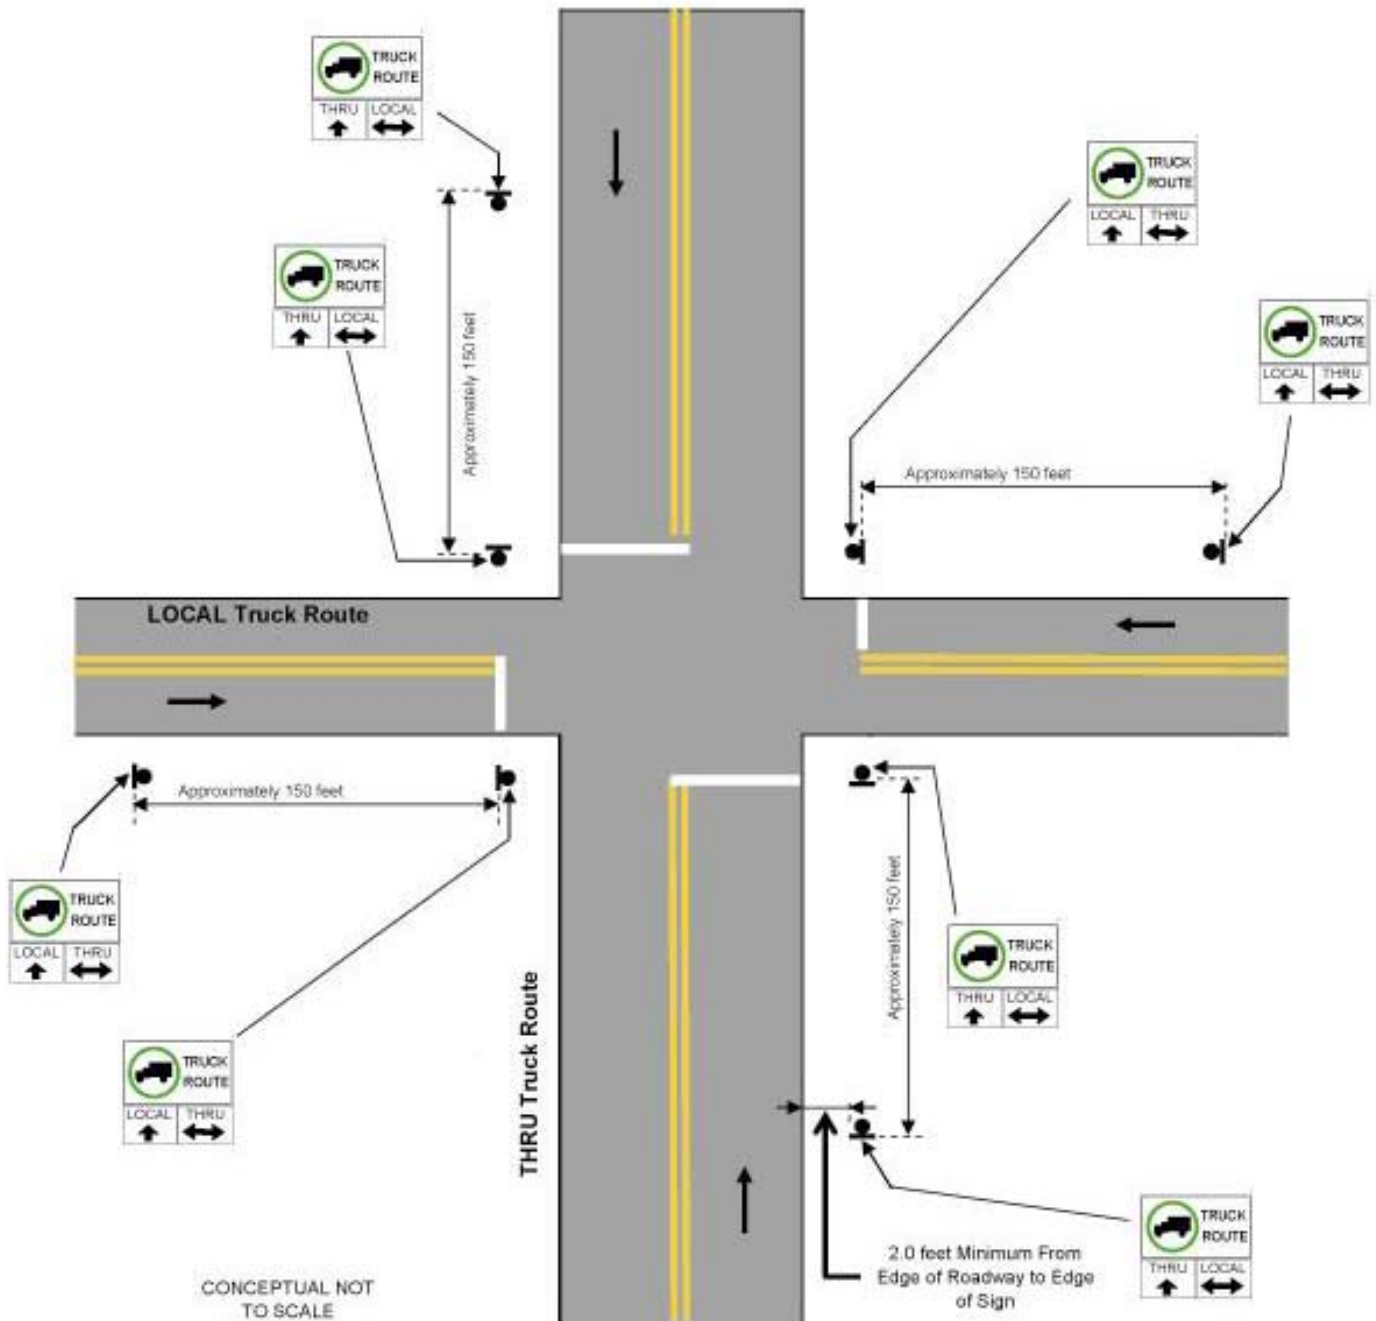 TRUCK
ROUTE
THRU LOCAL
TRUCK
ROUTE
LOCAL THRU
TRUCK
ROUTE
THRU LOCAL
TRUCK
ROUTE
LOCAL THRU
Approximately 150 feet
Approximately 150 feet
LOCAL Truck Route
Approximately 150 feet
TRUCK
ROUTE
LOCAL THRU
Approximately 150 feet
TRUCK
ROUTE
THRU LOCAL
THRU Truck Route
TRUCK
ROUTE
LOCAL THRU
TRUCK
ROUTE
THRU LOCAL
2.0 feet Minimum From
Edge of Roadway to Edge
of Sign
CONCEPTUAL NOT
TO SCALE